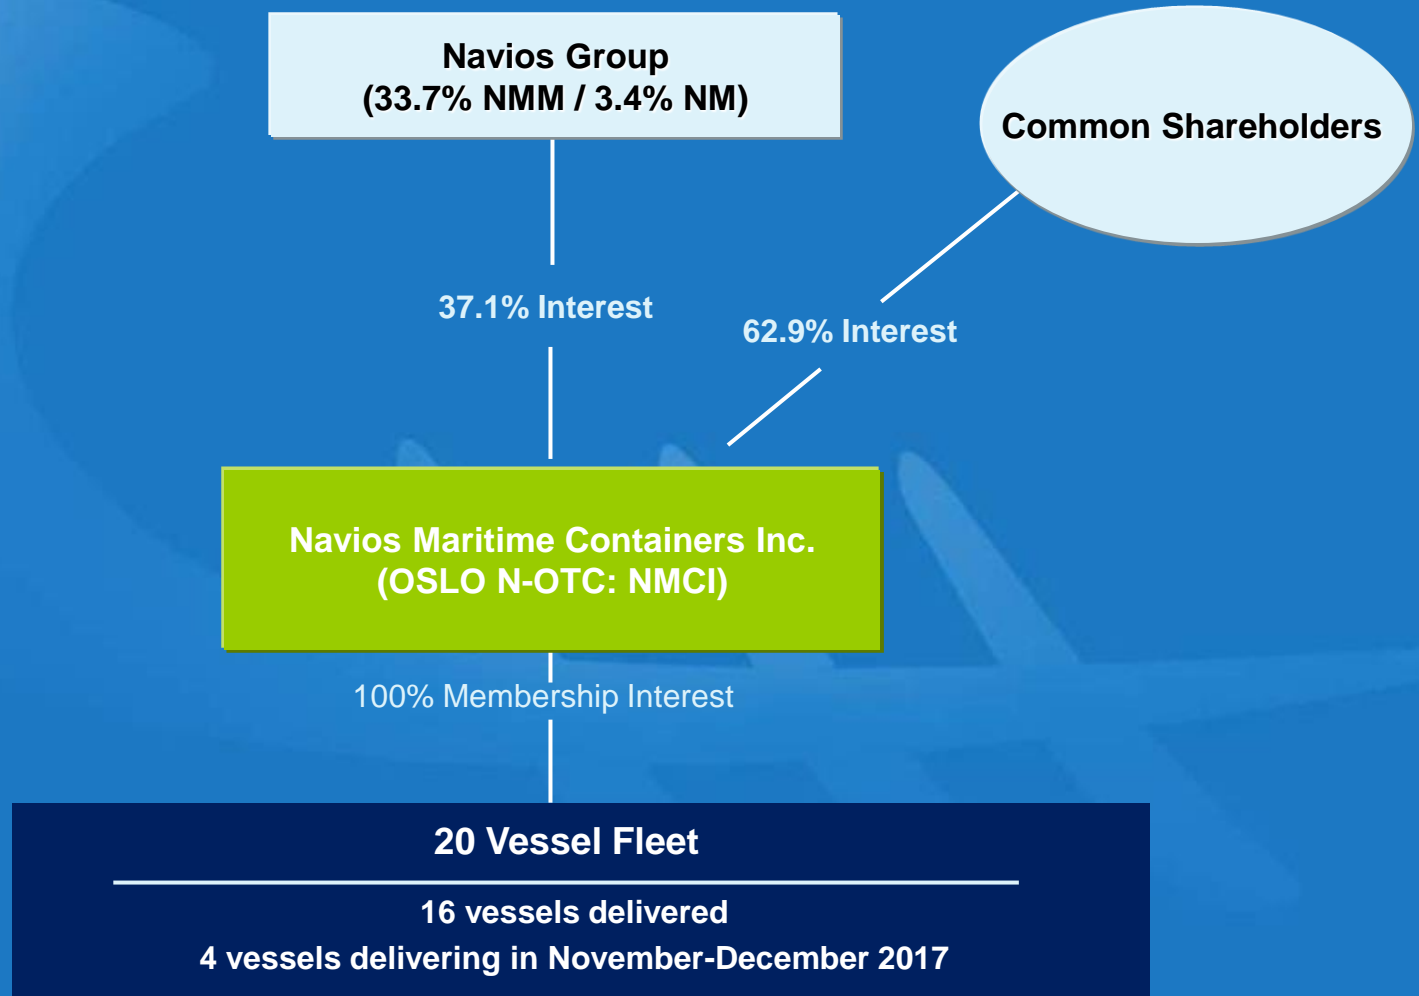 Navios Group
(33.7% NMM / 3.4% NM)
Common Shareholders
37.1% Interest
62.9% Interest
Navios Maritime Containers Inc.
(OSLO N-OTC: NMCI)
100% Membership Interest
20 Vessel Fleet
16 vessels delivered
4 vessels delivering in November-December 2017